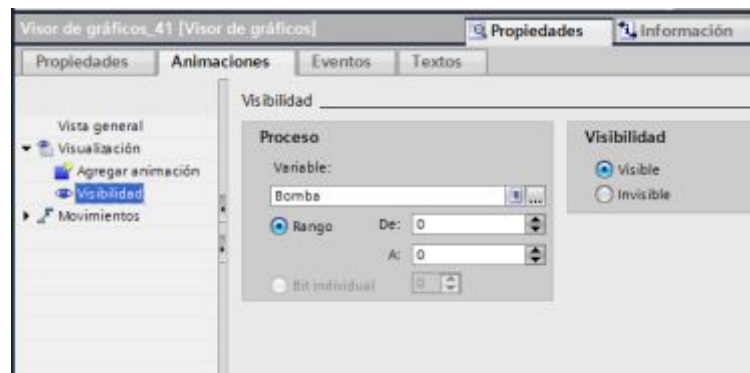 Visor de gráficos_41 [Visor de gráficos]
Propiedades
Información
Propiedades
Animaciones
Eventos
Textos
Visibilidad
Vista general
Visualización
Agregar animación
Visibilidad
Movimientos
Proceso
Variable:
Bomba
...
Rango
De: 0
A: 0
Bit individual
0
Visibilidad
Visible
Invisible